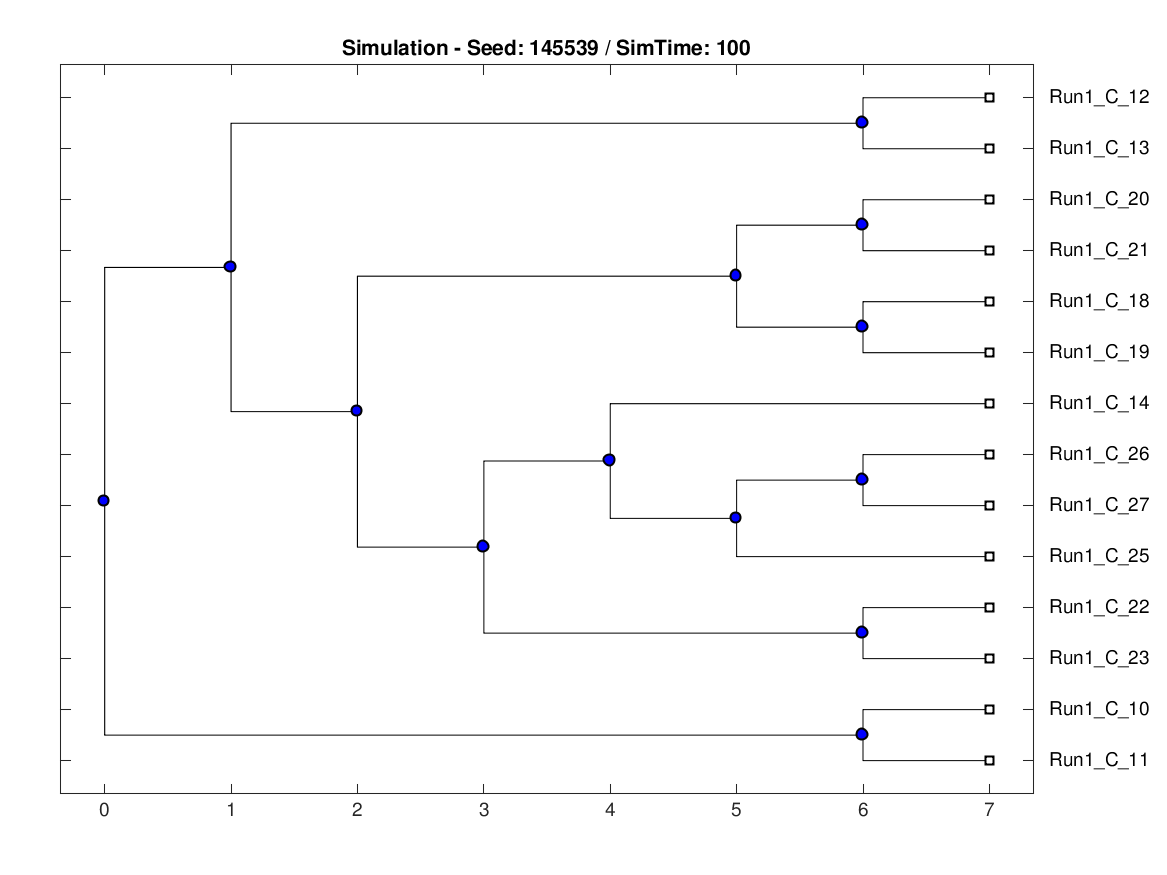 Simulation - Seed: 145539 / SimTime: 100
Run1_C_12
Run1_C_13
Run1_C_20
Run1_C_21
Run1_C_18
Run1_C_19
Run1_C_14
Run1_C_26
Run1_C_27
Run1_C_25
Run1_C_22
Run1_C_23
Run1_C_10
Run1_C_11
0 1 2 3 4 5 6 7